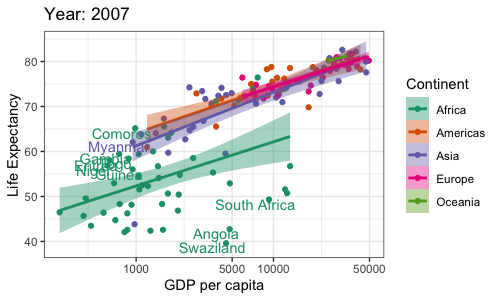 Year: 2007
Life Expectancy
80
70
60
50
40
Comoros
Myanmar
Gambia
Guinea
South Africa
Angola
Swaziland
1000
5000
10000
50000
GDP per capita
Continent
Africa
Americas
Asia
Europe
Oceania